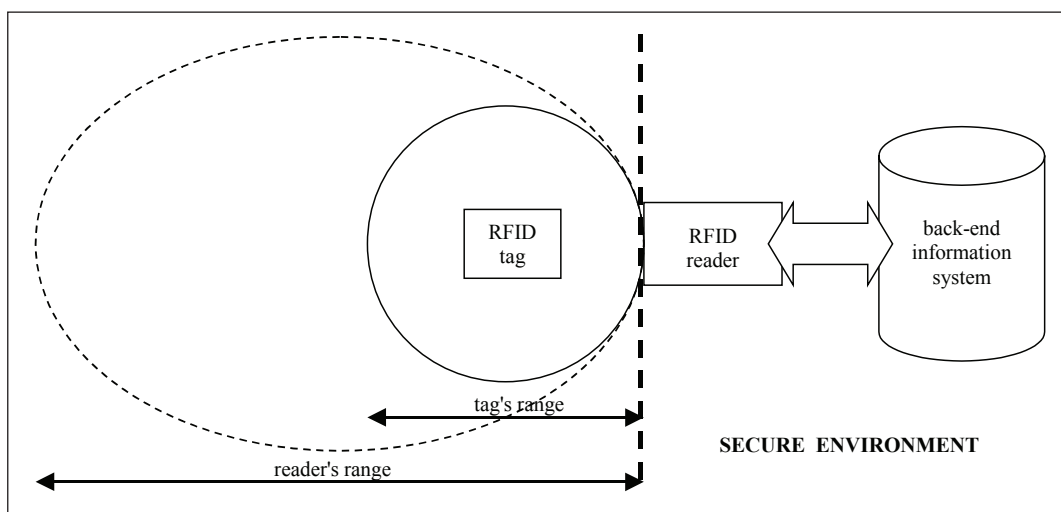 RFID
tag
RFID
reader
back-end
information
system
tag's range
reader's range
SECURE ENVIRONMENT